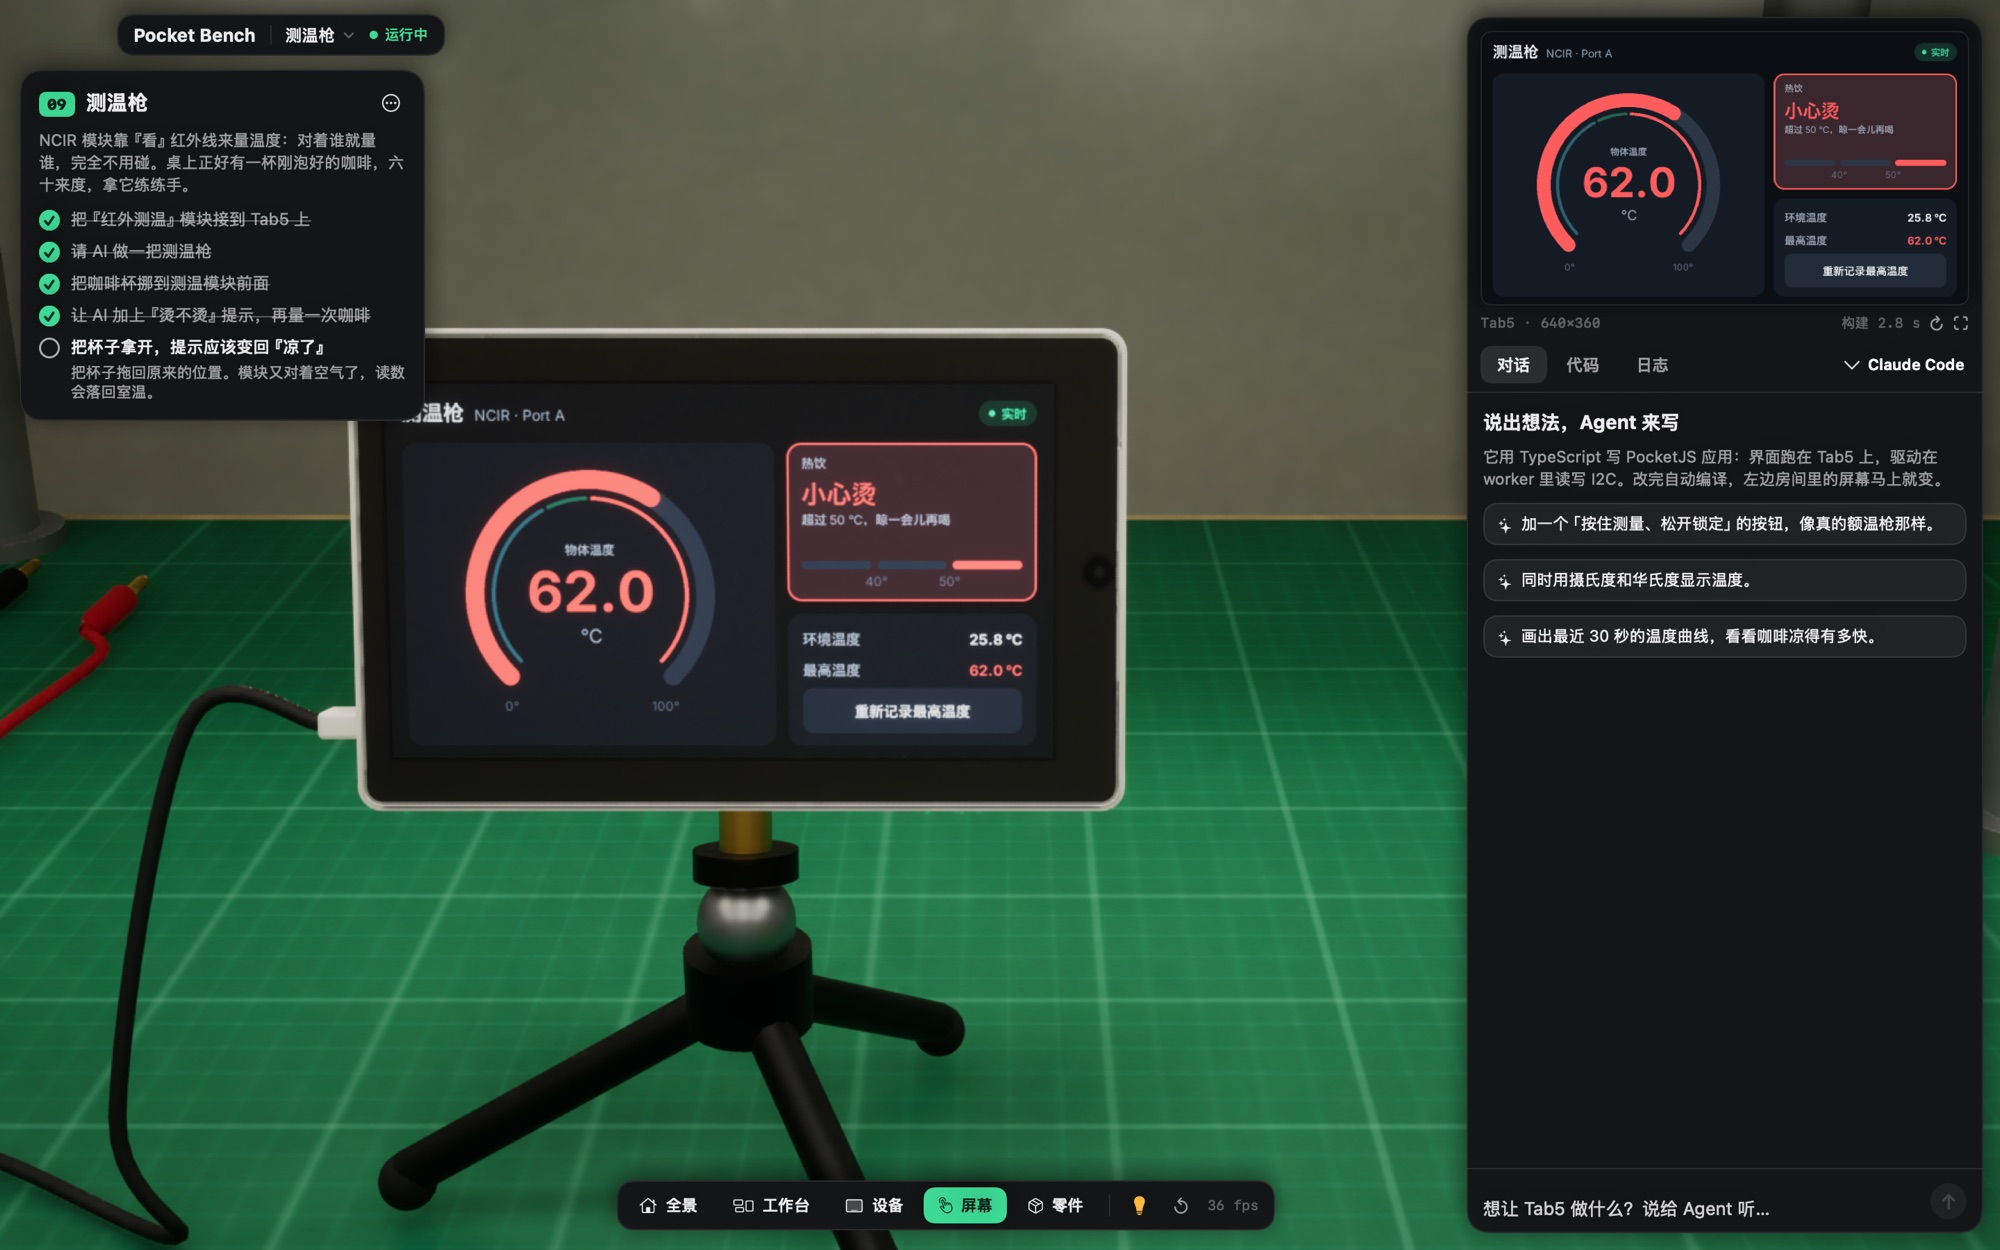 Pocket Bench
测温枪
运行中
09 测温枪
NCIR 模块靠『看』红外线来量温度：对着谁就量
谁，完全不用碰。桌上正好有一杯刚泡好的咖啡，六
十来度，拿它练练手。
把『红外测温』模块接到 Tab5 上
请 AI 做一把测温枪
把咖啡杯挪到测温模块前面
让 AI 加上『烫不烫』提示，再量一次咖啡
把杯子拿开，提示应该变回『凉了』
把杯子拖回原来的位置。模块又对着空气了，读数
会落回室温。
温枪 NCIR · Port A
实时
物体温度
62.0
°C
0°
100°
热饮
小心烫
超过 50 °C，晾一会儿再喝
40°
50°
环境温度 25.8 °C
最高温度 62.0 °C
重新记录最高温度
全景
工作台
设备
屏幕
零件
36 fps
测温枪 NCIR · Port A
实时
物体温度
62.0
°C
0°
100°
热饮
小心烫
超过 50 °C，晾一会儿再喝
40°
50°
环境温度 25.8 °C
最高温度 62.0 °C
重新记录最高温度
Tab5 · 640×360
构建 2.8 s
对话
代码
日志
Claude Code
说出想法，Agent 来写
它用 TypeScript 写 PocketJS 应用：界面跑在 Tab5 上，驱动在
worker 里读写 I2C。改完自动编译，左边房间里的屏幕马上就变。
加一个「按住测量、松开锁定」的按钮，像真的额温枪那样。
同时用摄氏度和华氏度显示温度。
画出最近 30 秒的温度曲线，看看咖啡凉得有多快。
想让 Tab5 做什么？说给 Agent 听...